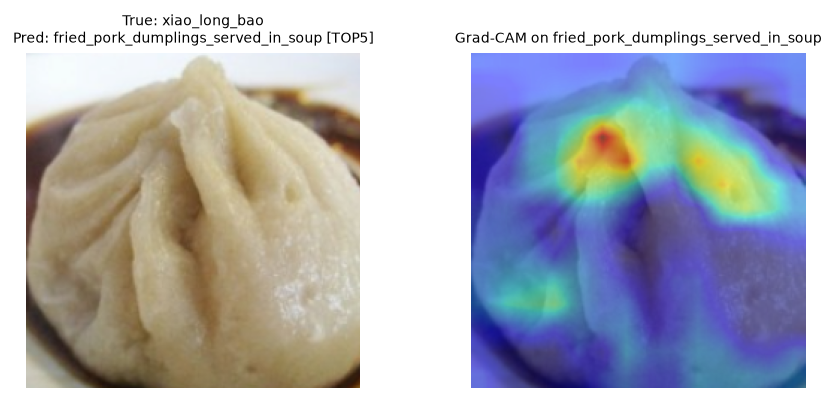 True: xiao_long_bao
Pred: fried_pork_dumplings_served_in_soup [TOP5]
Grad-CAM on fried_pork_dumplings_served_in_soup